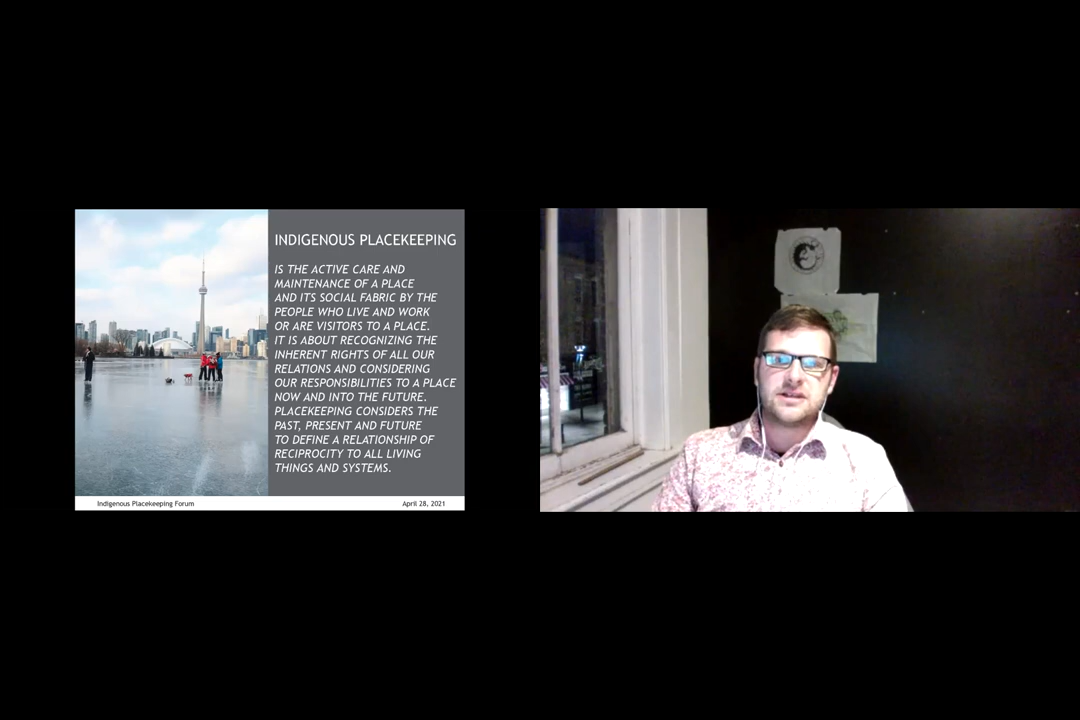 INDIGENOUS PLACEKEEPING
IS THE ACTIVE CARE AND
MAINTENANCE OF A PLACE
AND ITS SOCIAL FABRIC BY THE
PEOPLE WHO LIVE AND WORK
OR ARE VISITORS TO A PLACE.
IT IS ABOUT RECOGNIZING THE
INHERENT RIGHTS OF ALL OUR
RELATIONS AND CONSIDERING
OUR RESPONSIBILITIES TO A PLACE
NOW AND INTO THE FUTURE.
PLACEKEEPING CONSIDERS THE
PAST, PRESENT AND FUTURE
TO DEFINE A RELATIONSHIP OF
RECIPROCITY TO ALL LIVING
THINGS AND SYSTEMS.
Indigenous Placekeeping Forum
April 28, 2021